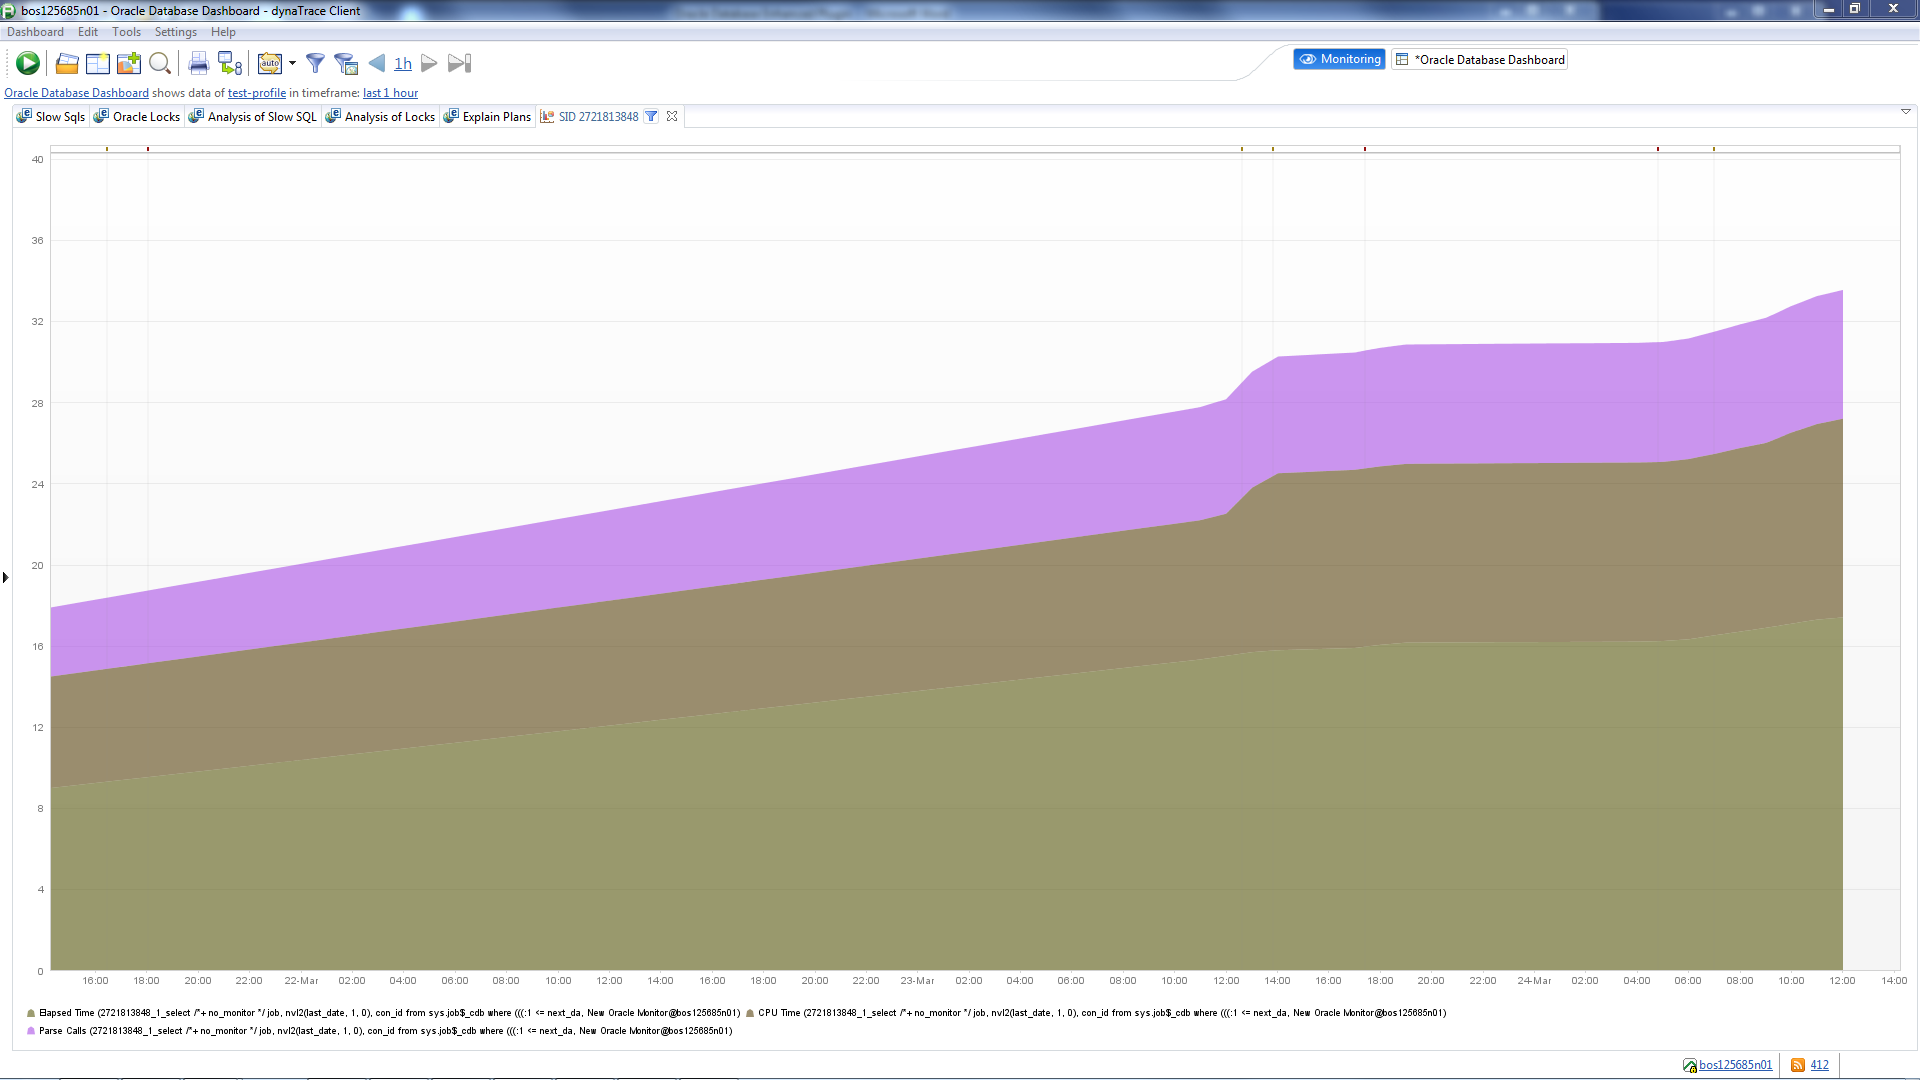 bos125685n01 - Oracle Database Dashboard - dynaTrace Client
Dashboard Edit Tools Settings Help
auto 1h Monitoring *Oracle Database Dashboard
Oracle Database Dashboard shows data of test-profile in timeframe: last 1 hour
Slow Sqls Oracle Locks Analysis of Slow SQL Analysis of Locks Explain Plans SID 2721813848
40
36
32
28
24
20
16
12
8
4
0
16:00 18:00 20:00 22:00 22-Mar 02:00 04:00 06:00 08:00 10:00 12:00 14:00 16:00 18:00 20:00 22:00 23-Mar 02:00 04:00 06:00 08:00 10:00 12:00 14:00 16:00 18:00 20:00 22:00 24-Mar 02:00 04:00 06:00 08:00 10:00 12:00 14:00
Elapsed Time (2721813848_1_select /*+ no_monitor */ job, nvl2(last_date, 1, 0), con_id from sys.job$_cdb where (((:1 <= next_da, New Oracle Monitor@bos125685n01) CPU Time (2721813848_1_select /*+ no_monitor */ job, nvl2(last_date, 1, 0), con_id from sys.job$_cdb where (((:1 <= next_da, New Oracle Monitor@bos125685n01)
Parse Calls (2721813848_1_select /*+ no_monitor */ job, nvl2(last_date, 1, 0), con_id from sys.job$_cdb where (((:1 <= next_da, New Oracle Monitor@bos125685n01)
bos125685n01 412